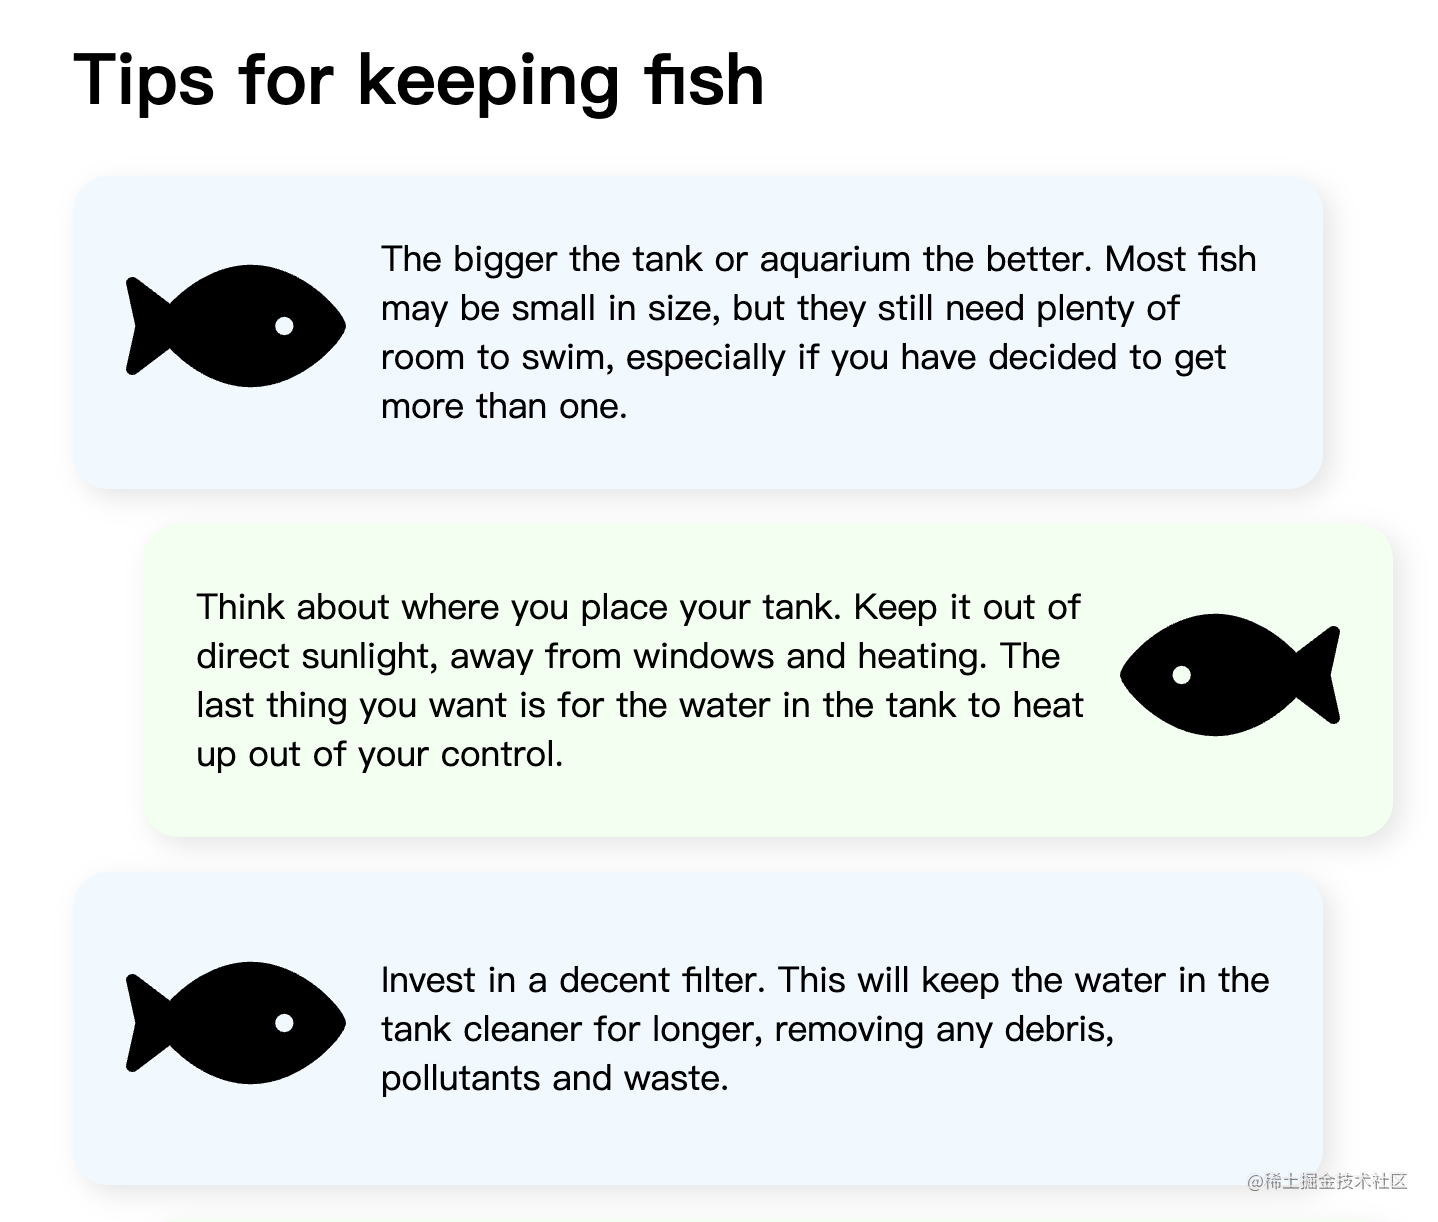 Tips for keeping fish
The bigger the tank or aquarium the better. Most fish
may be small in size, but they still need plenty of
room to swim, especially if you have decided to get
more than one.
Think about where you place your tank. Keep it out of
direct sunlight, away from windows and heating. The
last thing you want is for the water in the tank to heat
up out of your control.
Invest in a decent filter. This will keep the water in the
tank cleaner for longer, removing any debris,
pollutants and waste.
@稀土掘金技术社区